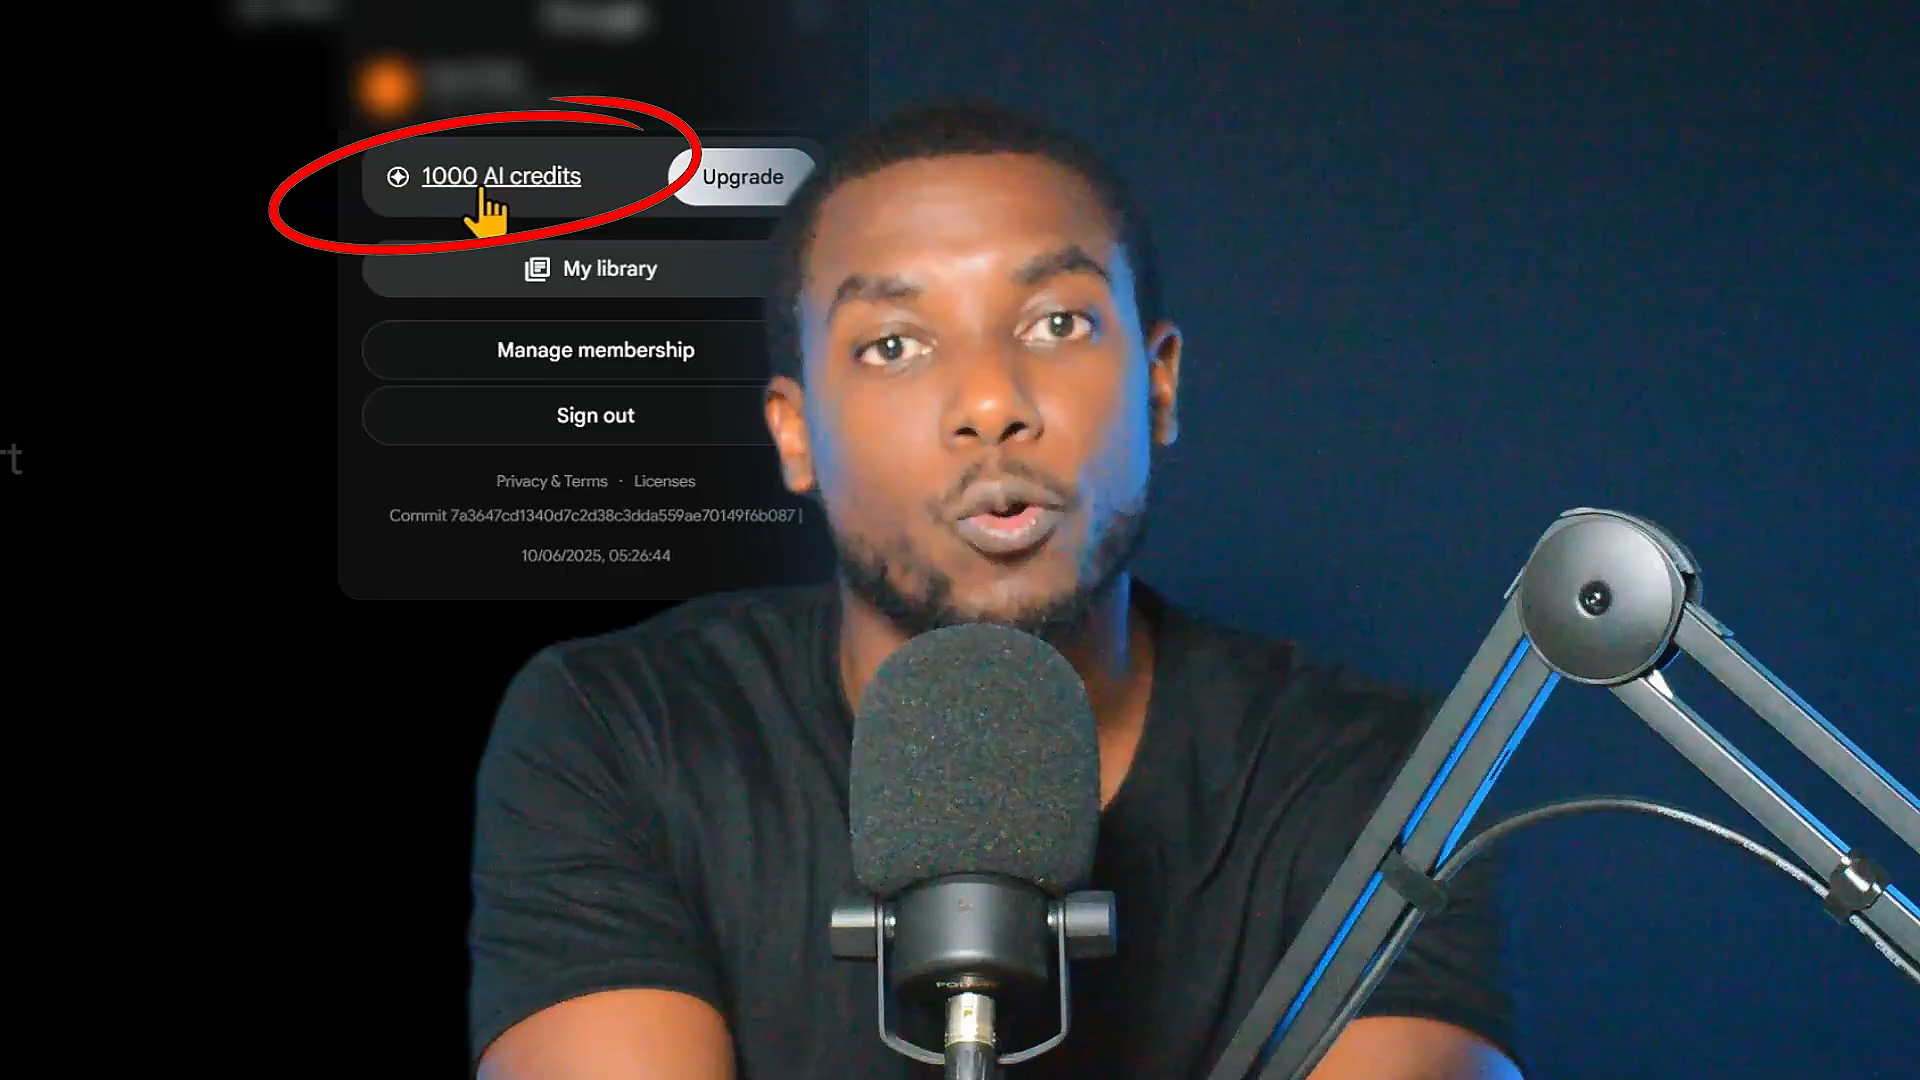 1000 AI credits
Upgrade
My library
Manage membership
Sign out
Privacy & Terms · Licenses
Commit 7a3647cd1340d7c2d38c3dda559ae70149f6b087 |
10/06/2025, 05:26:44
rt